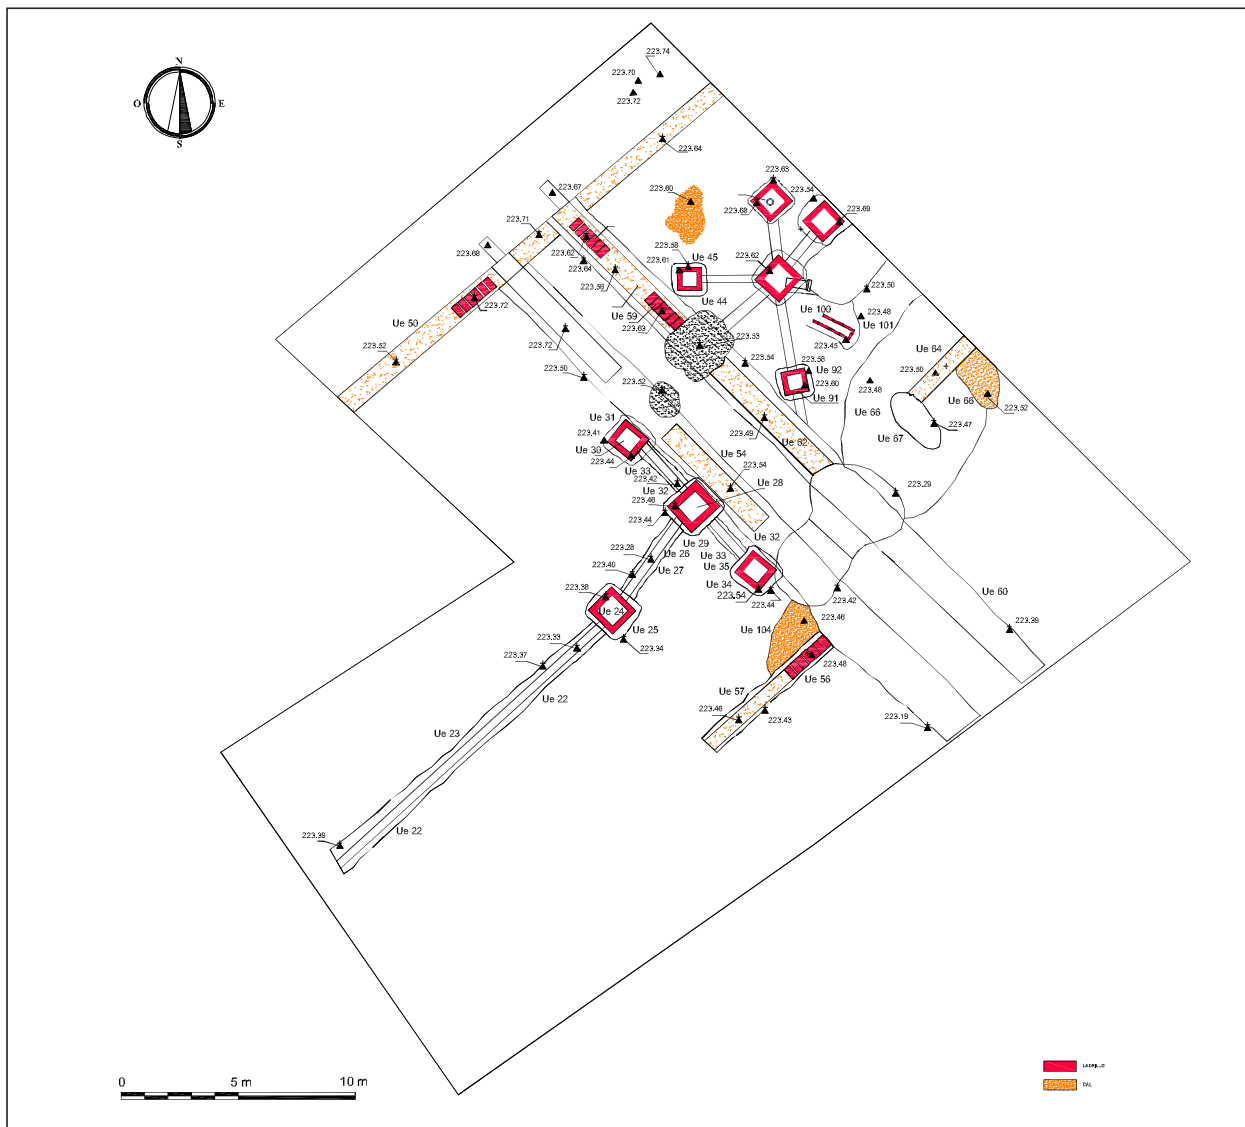 223.74
223.70
223.72
N
O
E
S
223.64
223.63
223.67
223.60
223.54
223.68
223.69
223.71
223.62
223.58
Ue 45
223.68
223.61
223.62
223.64
223.56
223.50
Ue 44
223.72
Ue 59
Ue 100
223.48
Ue 50
223.63
Ue 101
223.72
223.53
223.45
Ue 64
223.52
223.54
223.58
Ue 92
223.50
223.50
223.60
223.48
223.52
Ue 91
Ue 66
223.52
Ue 31
Ue 66
223.41
223.49
223.47
Ue 30
Ue 62
Ue 67
223.44
Ue 54
Ue 33
223.54
223.42
Ue 28
Ue 32
223.29
223.46
223.44
Ue 32
Ue 29
223.28
Ue 26
Ue 33
223.40
Ue 27
Ue 35
Ue 34
223.38
223.54
223.44
223.42
Ue 60
Ue 24
223.46
Ue 25
Ue 104
223.39
223.33
223.34
223.37
223.48
Ue 56
Ue 22
Ue 57
223.46
223.43
223.19
Ue 23
Ue 22
223.39
LADRILLO
0
5 m
10 m
CAL